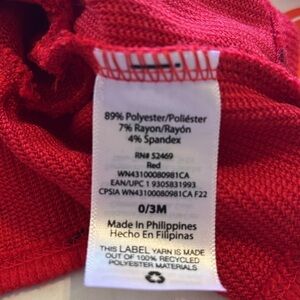 89% Polyester/Poliéster
7% Rayon/Rayón
4% Spandex
RN# 52469
Red
WN43100080981CA
EAN/UPC 1 9305831993
CPSIA WN43100080981CA F22
0/3M
Made in Philippines
Hecho En Filipinas
THIS LABEL YARN IS MADE
OUT OF 100% RECYCLED
POLYESTER MATERIALS